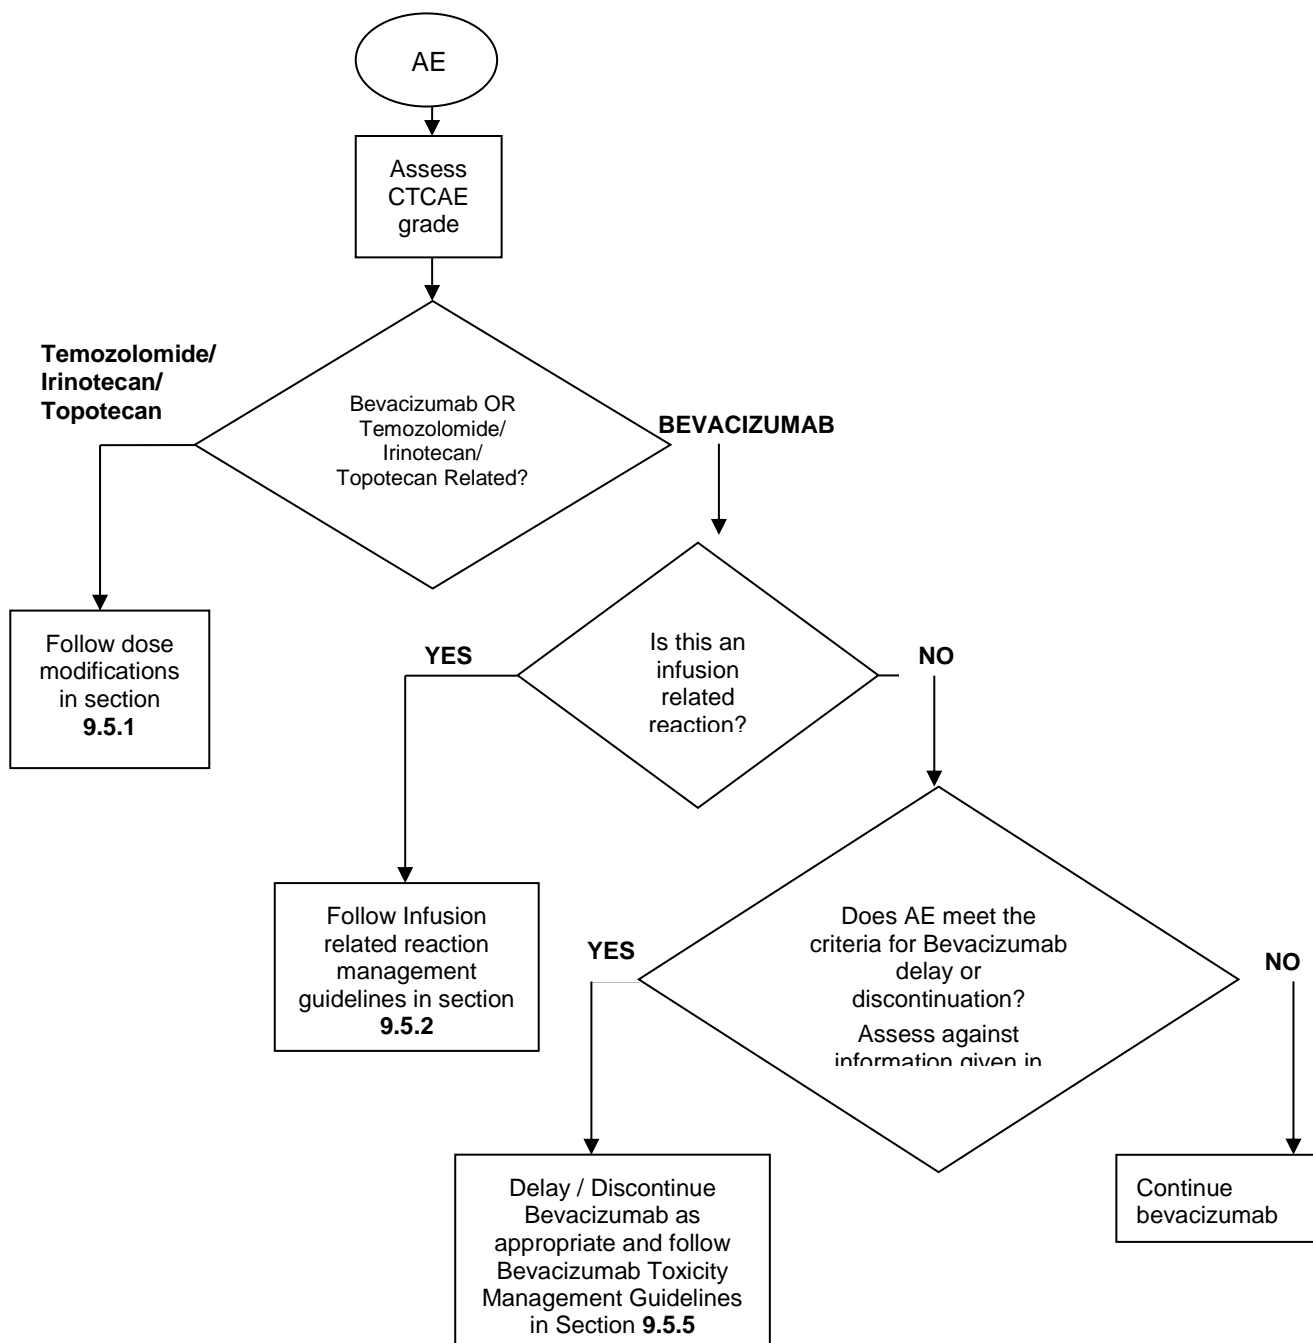 AE
Assess
CTCAE
grade
Temozolomide/
Irinotecan/
Topotecan
Bevacizumab OR
Temozolomide/
Irinotecan/
Topotecan Related?
BEVACIZUMAB
Follow dose
modifications
in section
9.5.1
YES
Is this an
infusion
related
reaction?
NO
Follow Infusion
related reaction
management
guidelines in section
9.5.2
YES
Does AE meet the
criteria for Bevacizumab
delay or
discontinuation?
Assess against
information given in
NO
Delay / Discontinue
Bevacizumab as
appropriate and follow
Bevacizumab Toxicity
Management Guidelines
in Section 9.5.5
Continue
bevacizumab